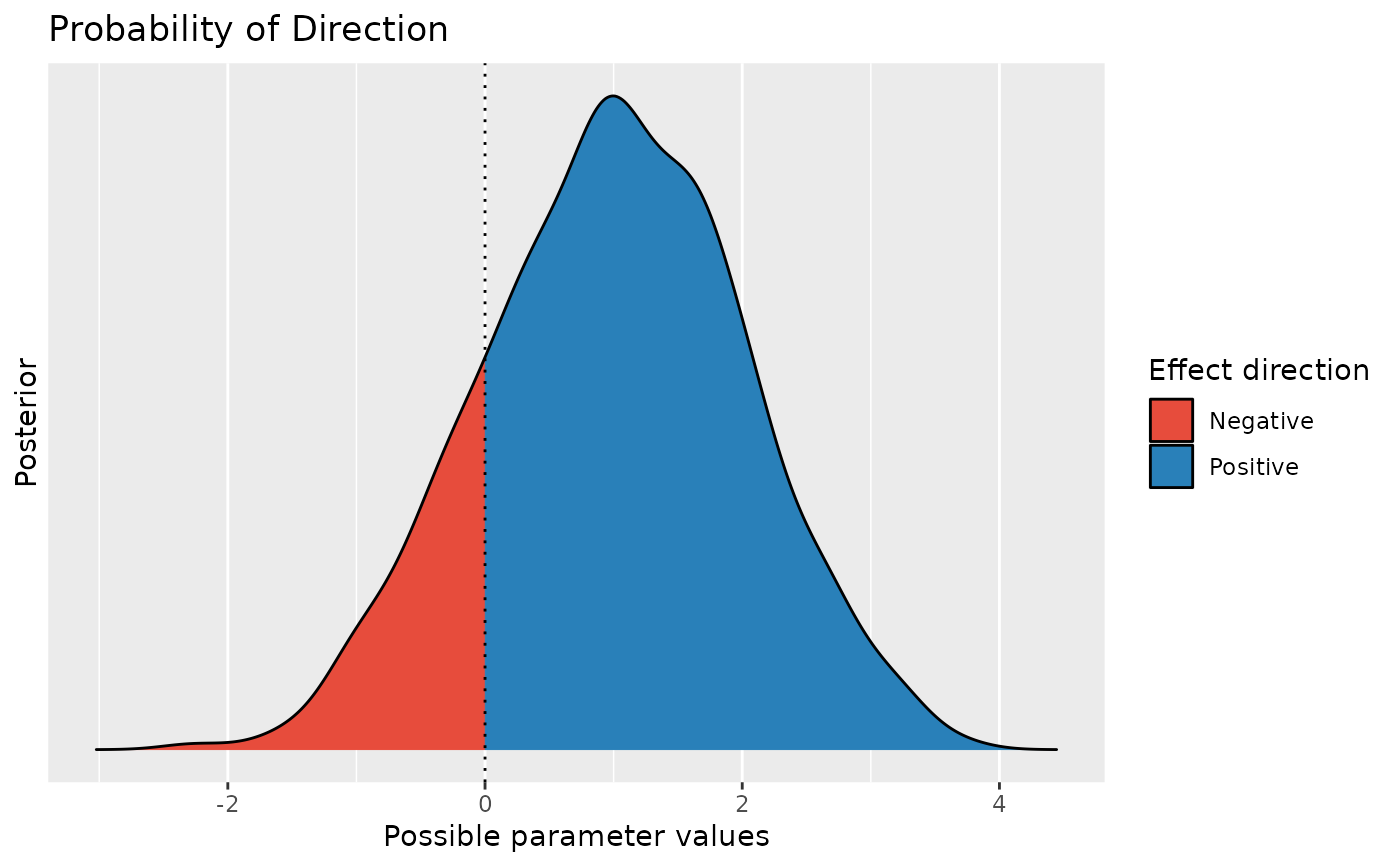 Probability of Direction
Posterior
Effect direction
Negative
Positive
-2 0 2 4
Possible parameter values